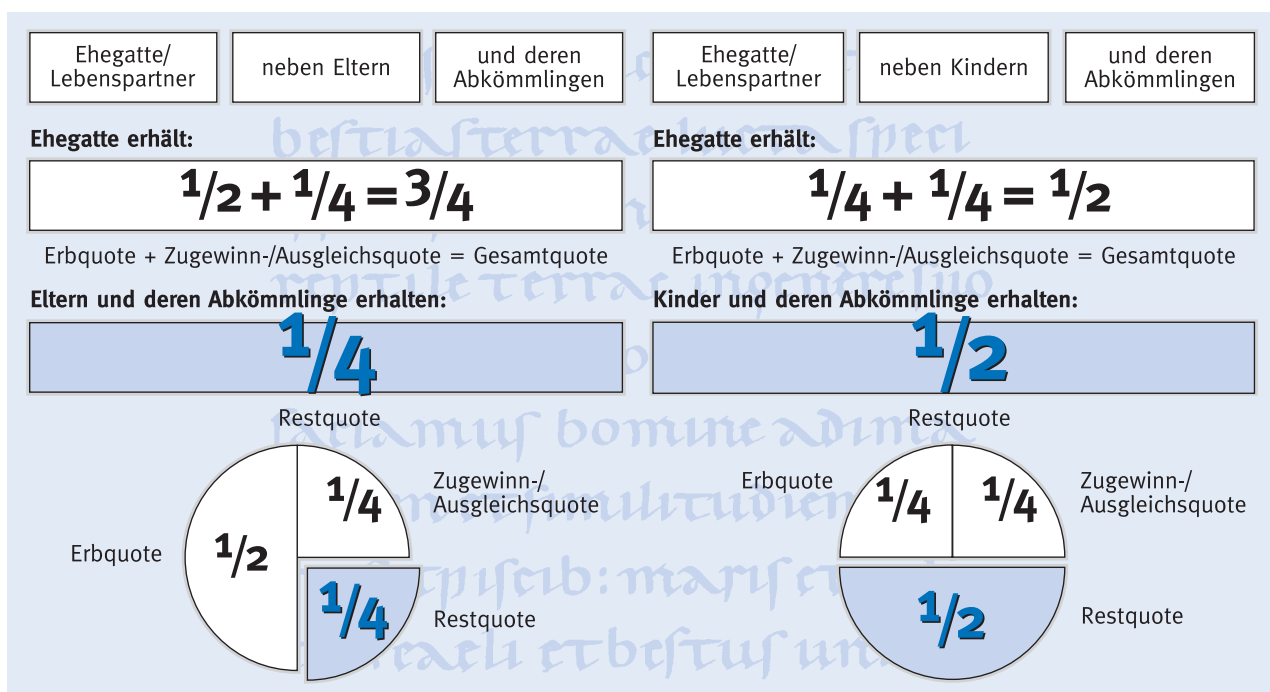 Ehegatte/
Lebenspartner
neben Eltern
und deren
Abkömmlingen
Ehegatte erhält:
1/2 + 1/4 = 3/4
Erbquote + Zugewinn-/Ausgleichsquote = Gesamtquote
Eltern und deren Abkömmlinge erhalten:
1/4
Restquote
Erbquote
1/2
1/4
Zugewinn-/
Ausgleichsquote
1/4
Restquote
Ehegatte/
Lebenspartner
neben Kindern
und deren
Abkömmlingen
Ehegatte erhält:
1/4 + 1/4 = 1/2
Erbquote + Zugewinn-/Ausgleichsquote = Gesamtquote
Kinder und deren Abkömmlinge erhalten:
1/2
Restquote
Erbquote
1/4
1/4
Zugewinn-/
Ausgleichsquote
1/2
Restquote